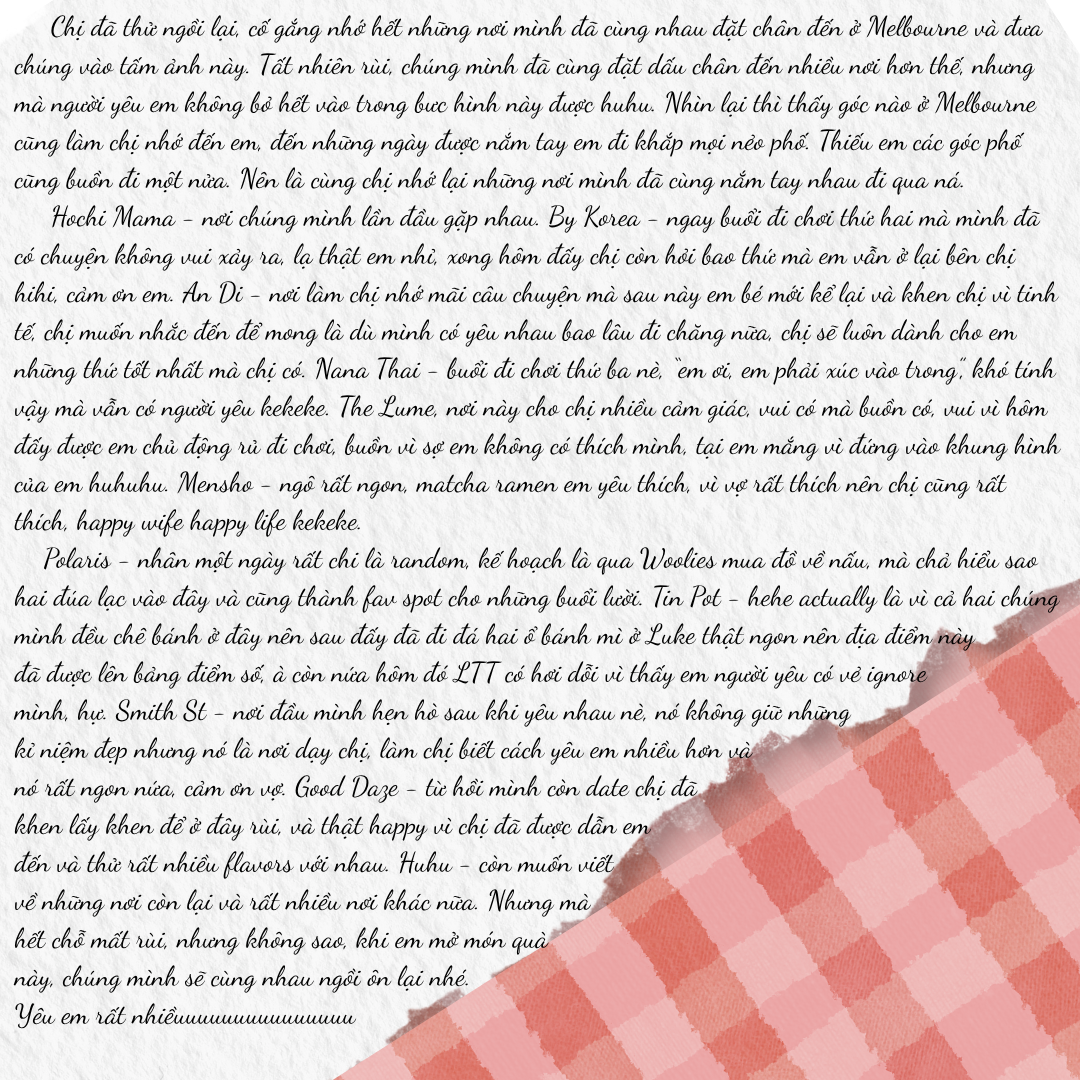 Chị đã thử ngồi lại, cố gắng nhớ hết những nơi mình đã cùng nhau đặt chân đến ở Melbourne và đưa
chúng vào tấm ảnh này. Tất nhiên rùi, chúng mình đã cùng đặt dấu chân đến nhiều nơi hơn thế, nhưng
mà người yêu em không bỏ hết vào trong bưc hình này được huhu. Nhìn lại thì thấy góc nào ở Melbourne
cũng làm chị nhớ đến em, đến những ngày được nắm tay em đi khắp mọi nẻo phố. Thiếu em các góc phố
cũng buồn đi một nửa. Nên là cùng chị nhớ lại những nơi mình đã cùng nắm tay nhau đi qua ná.
Hochi Mama - nơi chúng mình lần đầu gặp nhau. By Korea - ngay buổi đi chơi thứ hai mà mình đã
có chuyện không vui xảy ra, lạ thật em nhỉ, xong hôm đấy chị còn hỏi bao thứ mà em vẫn ở lại bên chị
hihi, cảm ơn em. An Di - nơi làm chị nhớ mãi câu chuyện mà sau này em bé mới kể lại và khen chị vì tinh
tế, chị muốn nhắc đến để mong là dù mình có yêu nhau bao lâu đi chăng nữa, chị sẽ luôn dành cho em
những thứ tốt nhất mà chị có. Nana Thai - buổi đi chơi thứ ba nè, “em ơi, em phải xúc vào trong”, khó tính
vậy mà vẫn có người yêu kekeke. The Lume, nơi này cho chị nhiều cảm giác, vui có mà buồn có, vui vì hôm
đấy được em chủ động rủ đi chơi, buồn vì sợ em không có thích mình, tại em mắng vì đứng vào khung hình
của em huhuhu. Mensho - ngô rất ngon, matcha ramen em yêu thích, vì vợ rất thích nên chị cũng rất
thích, happy wife happy life kekeke.
Polaris - nhân một ngày rất chi là random, kế hoạch là qua Woolies mua đồ về nấu, mà chả hiểu sao
hai đứa lạc vào đây và cũng thành fav spot cho những buổi lười. Tin Pot - hehe actually là vì cả hai chúng
mình đều chê bánh ở đây nên sau đấy đã đi đá hai ổ bánh mì ở Luke thật ngon nên địa điểm này
đã được lên bảng điểm số, à còn nứa hôm đó LTT có hơi dỗi vì thấy em người yêu có vẻ ignore
mình, hự. Smith St - nơi đầu mình hẹn hò sau khi yêu nhau nè, nó không giữ những
kỉ niệm đẹp nhưng nó là nơi dạy chị, làm chị biết cách yêu em nhiều hơn và
nó rất ngon nứa, cảm ơn vợ. Good Daze - từ hồi mình còn date chị đã
khen lấy khen để ở đây rùi, và thật happy vì chị đã được dẫn em
đến và thử rất nhiều flavors với nhau. Huhu - còn muốn viết
về những nơi còn lại và rất nhiều nơi khác nữa. Nhưng mà
hết chỗ mất rùi, nhưng không sao, khi em mở món quà
này, chúng mình sẽ cùng nhau ngồi ôn lại nhé.
Yêu em rất nhiềuuuuuuuuuuuuuuuu